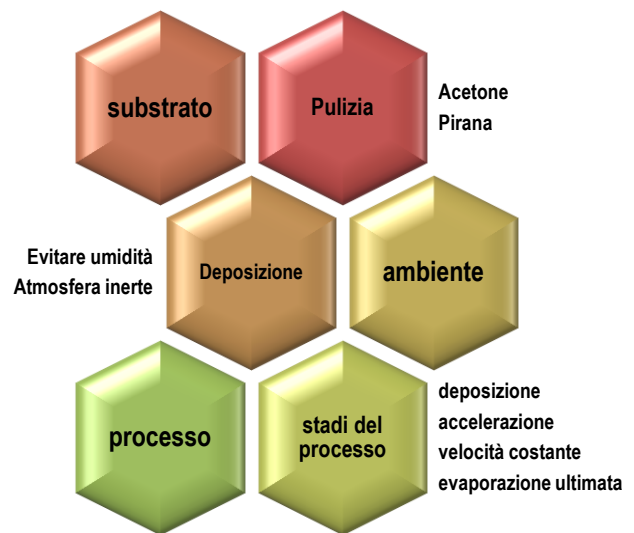 substrato
Pulizia
Acetone
Pirana
Evitare umidità
Atmosfera inerte
Deposizione
ambiente
processo
stadi del
processo
deposizione
accelerazione
velocità costante
evaporazione ultimata